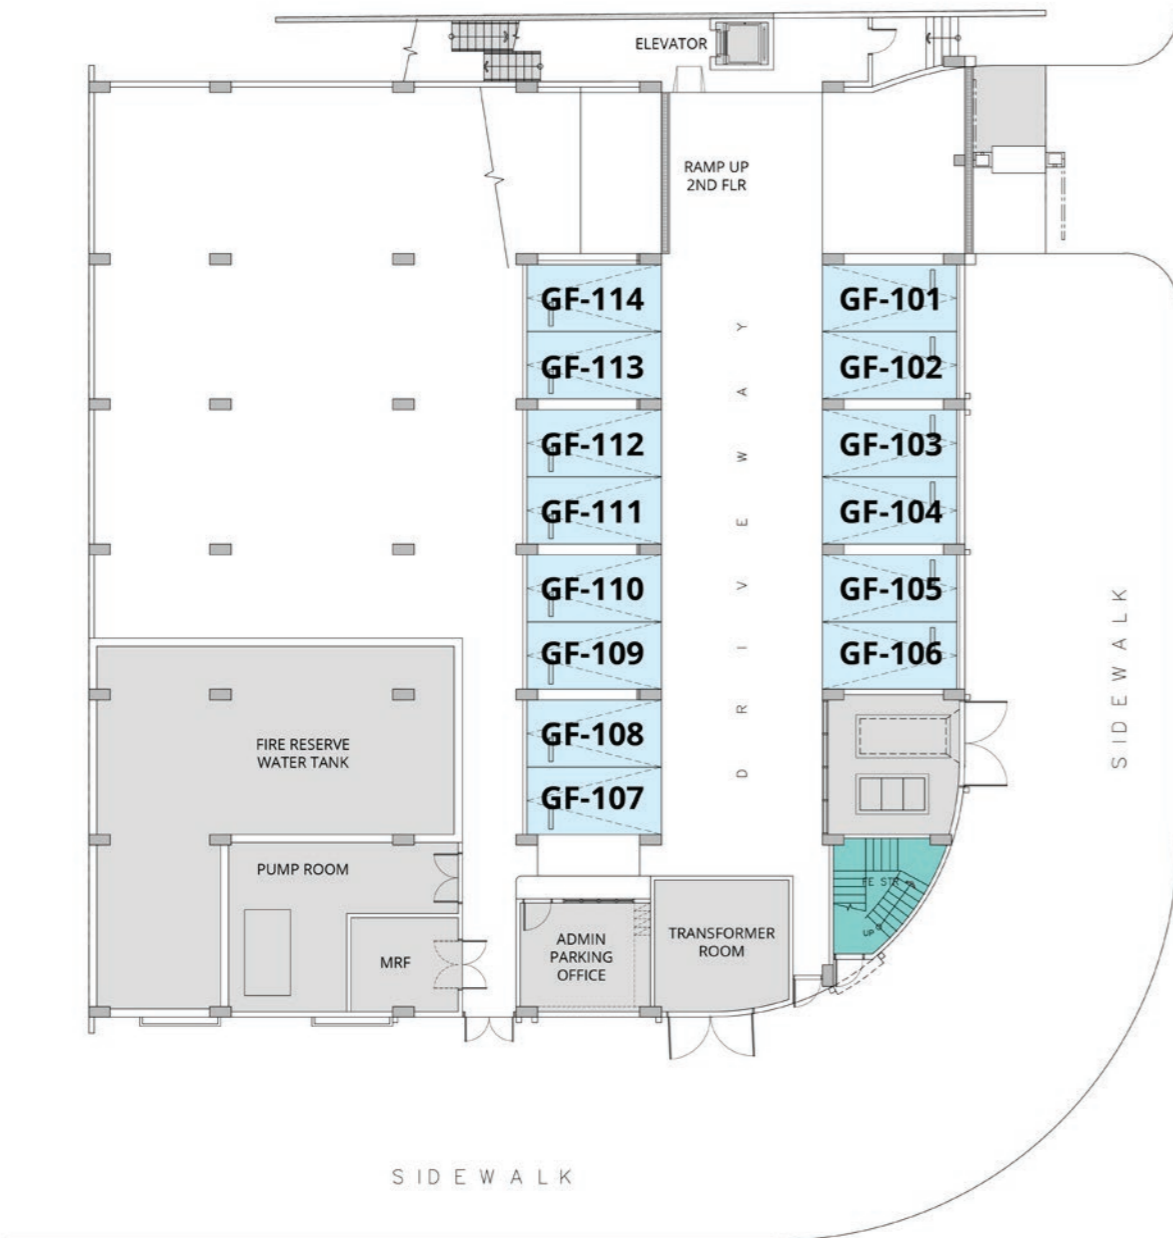 ELEVATOR
RAMP UP
2ND FLR
GF-114
GF-101
GF-113
GF-102
GF-112
GF-103
GF-111
GF-104
GF-110
GF-105
GF-109
GF-106
GF-108
GF-107
DRIVEWAY
SIDEWALK
FIRE RESERVE
WATER TANK
PUMP ROOM
MRF
ADMIN
PARKING
OFFICE
TRANSFORMER
ROOM
FE STR
UP
SIDEWALK